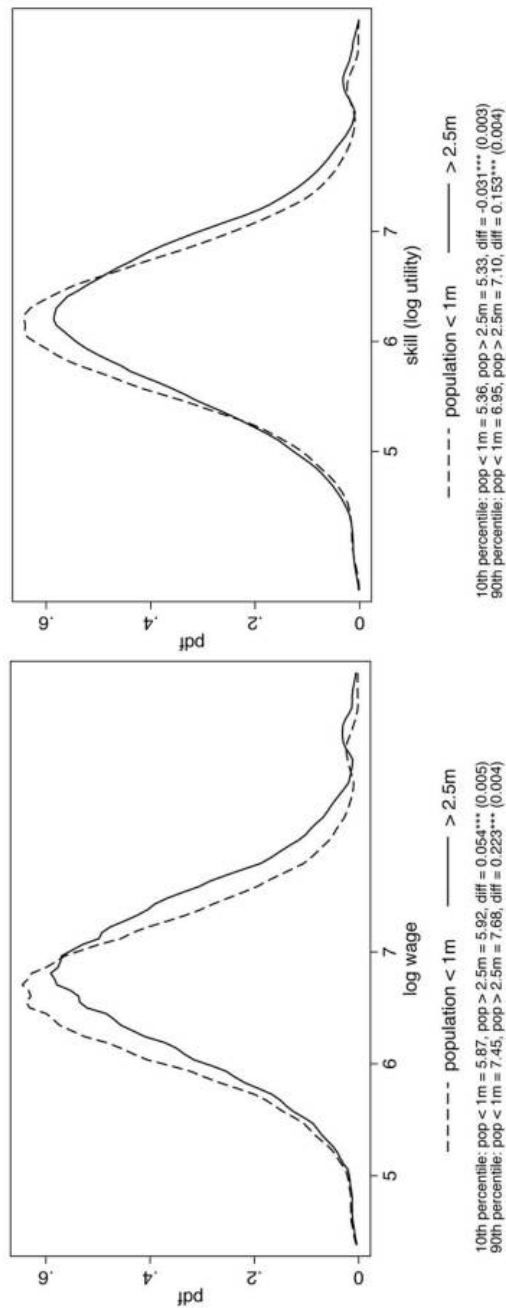 pdf
0 .2 .4 .6
5 6 7
log wage
population < 1m > 2.5m
10th percentile: pop < 1m = 5.87, pop > 2.5m = 5.92, diff = 0.054*** (0.005)
90th percentile: pop < 1m = 7.45, pop > 2.5m = 7.68, diff = 0.223*** (0.004)
pdf
0 .2 .4 .6
5 6 7
skill (log utility)
population < 1m > 2.5m
10th percentile: pop < 1m = 5.36, pop > 2.5m = 5.33, diff = -0.031*** (0.003)
90th percentile: pop < 1m = 6.95, pop > 2.5m = 7.10, diff = 0.153*** (0.004)